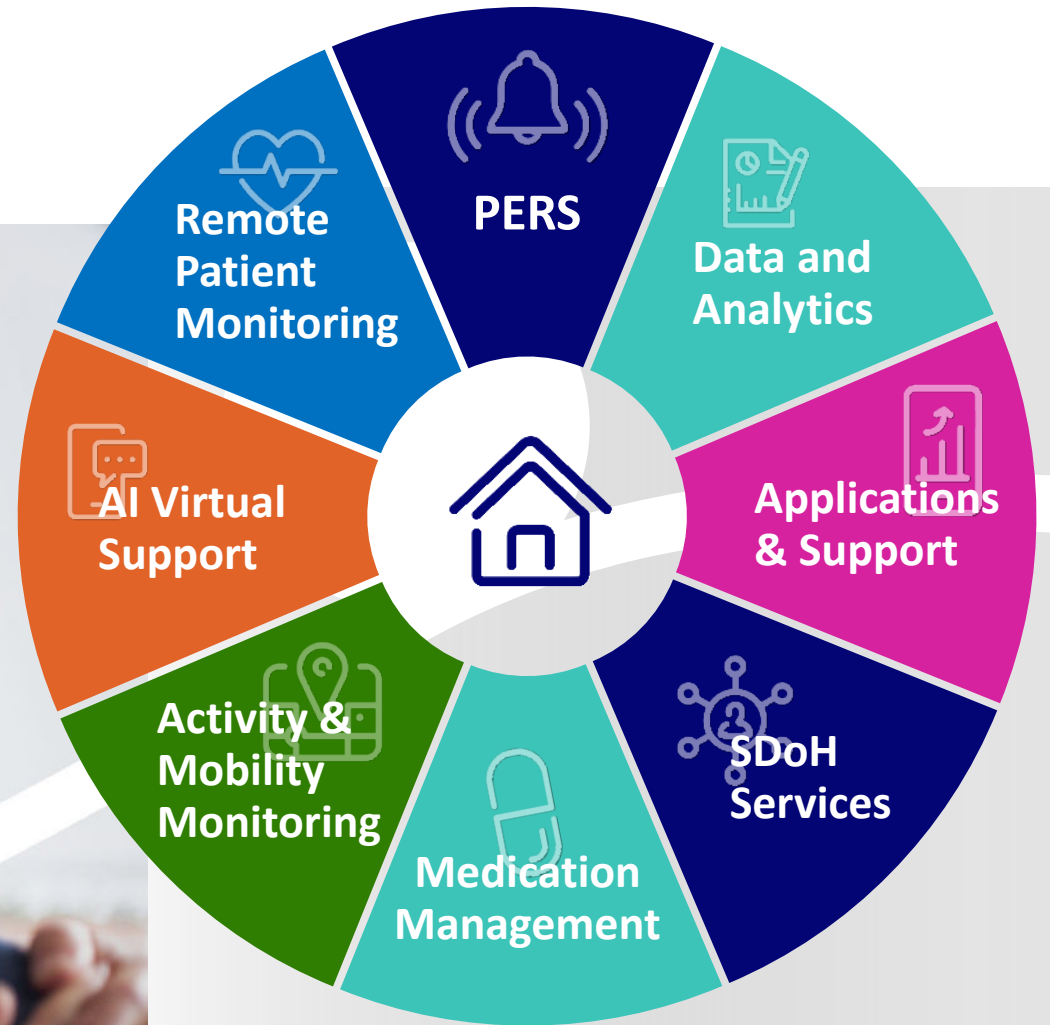 PERS
Data and
Analytics
Applications
& Support
SDoH
Services
Medication
Management
Activity &
Mobility
Monitoring
AI Virtual
Support
Remote
Patient
Monitoring